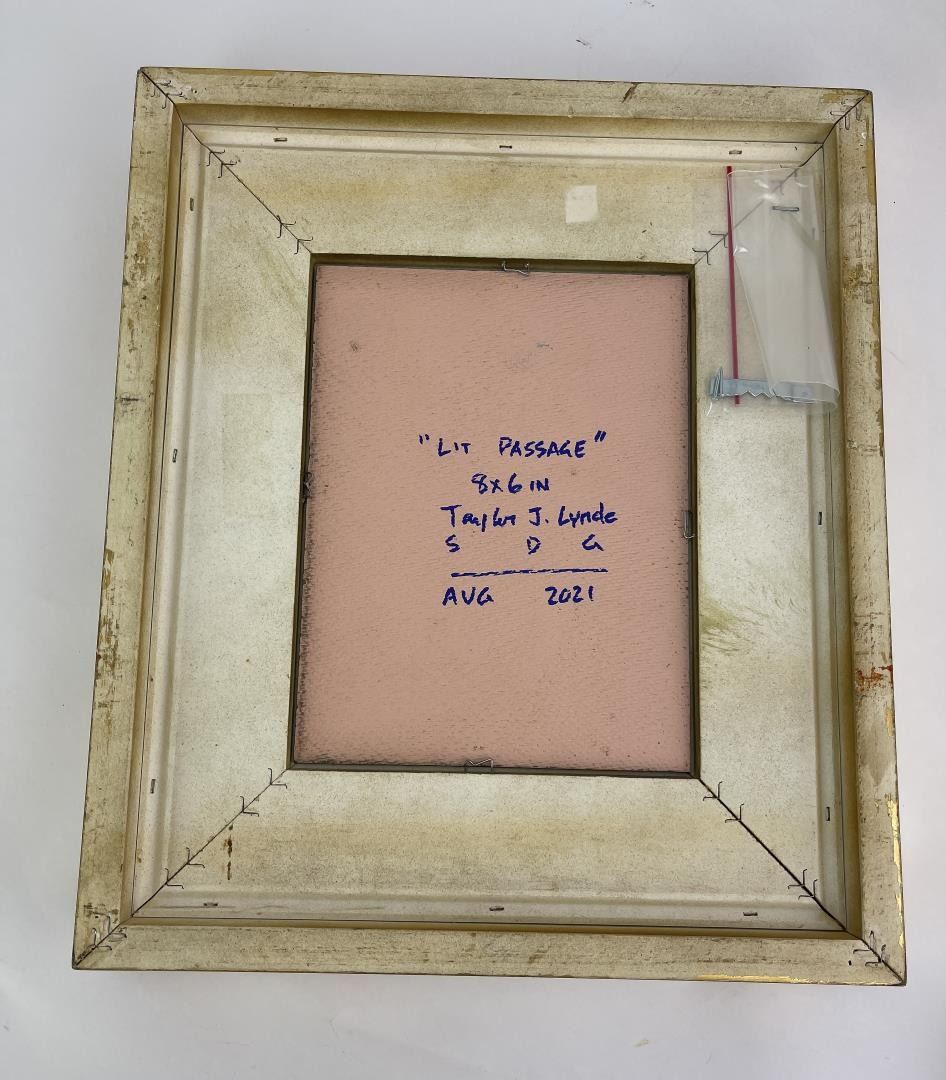 "LIT PASSAGE"
8x6 IN
Taylor J. Lynde
S D G
AUG 2021